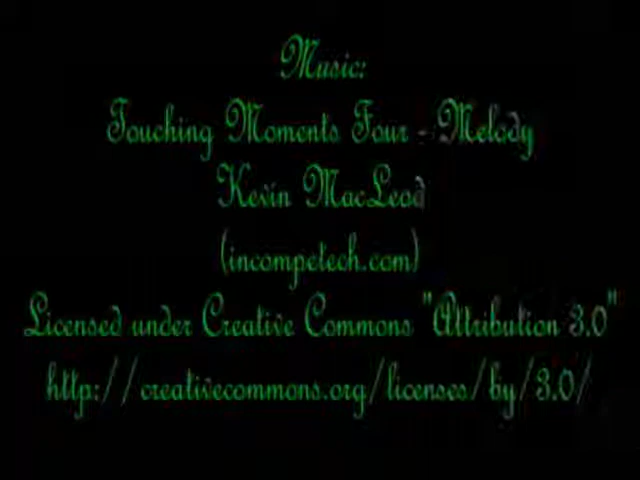 Music:
Touching Moments Four - Melody
Kevin MacLeod
(incompetech.com)
Licensed under Creative Commons "Attribution 3.0"
http://creativecommons.org/licenses/by/3.0/